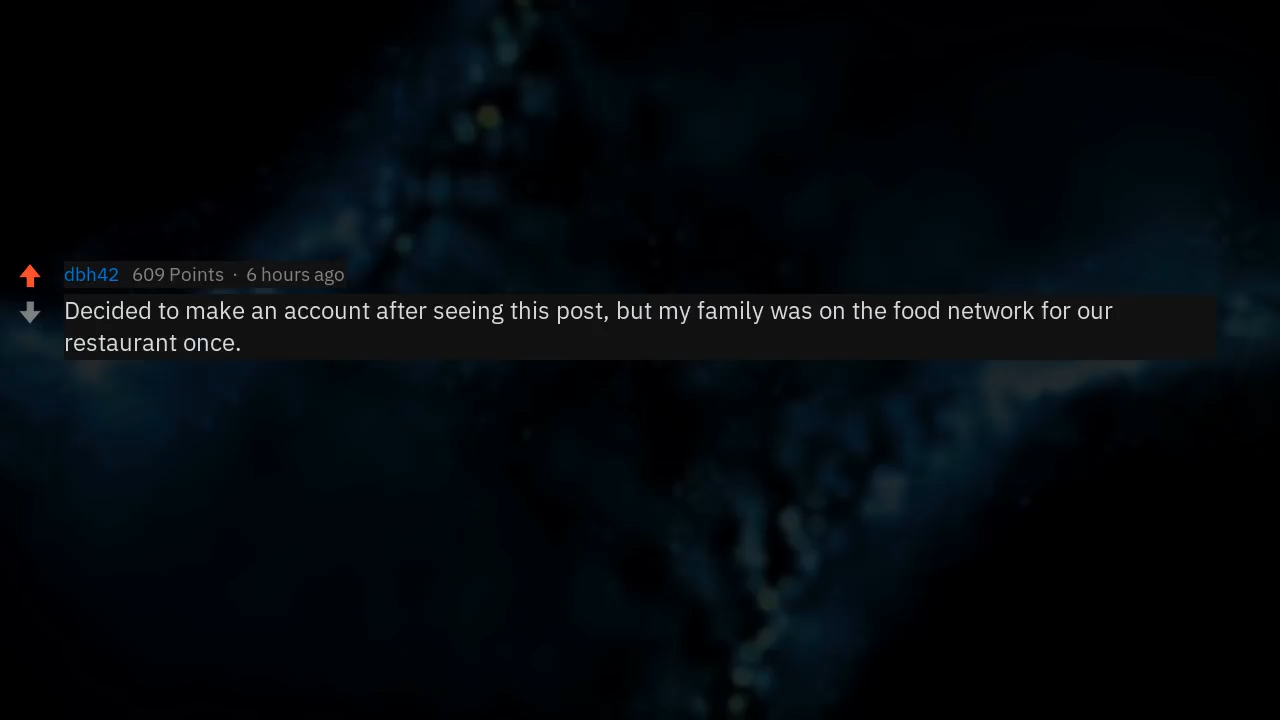 dbh42 609 Points · 6 hours ago
Decided to make an account after seeing this post, but my family was on the food network for our
restaurant once.